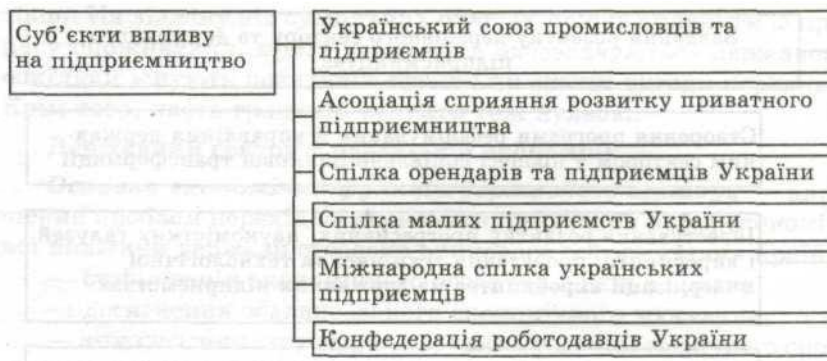 Суб’єкти впливу
на підприємництво
Український союз промисловців та
підприємців
Асоціація сприяння розвитку приватного
підприємництва
Спілка орендарів та підприємців України
Спілка малих підприємств України
Міжнародна спілка українських
підприємців
Конфедерація роботодавців України